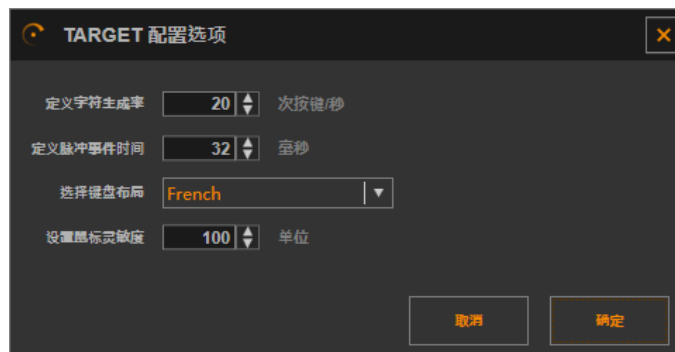 TARGET 配置选项
定义字符生成率 20 次按键/秒
定义脉冲事件时间 32 毫秒
选择键盘布局 French
设置鼠标灵敏度 100 单位
取消 确定